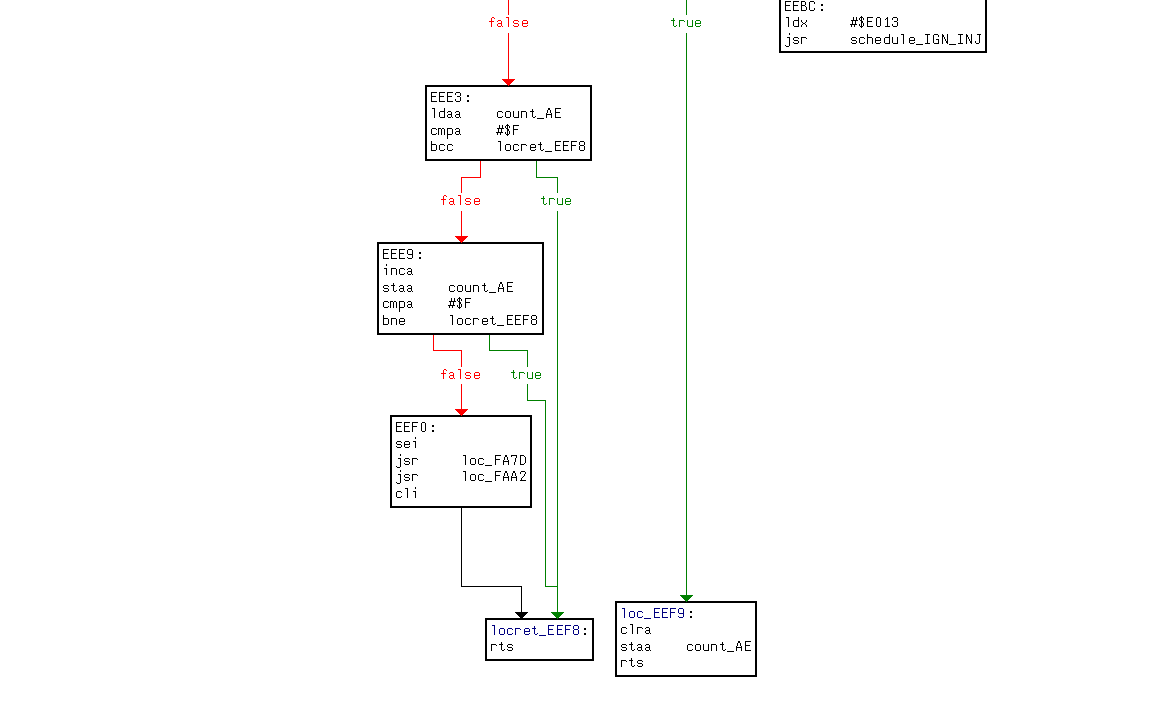 false
true
EEBC:
ldx #$E013
jsr schedule_IGN_INJ
EEE3:
ldaa count_AE
cmpa #$F
bcc locret_EEF8
false
true
EEE9:
inca
staa count_AE
cmpa #$F
bne locret_EEF8
false
true
EEF0:
sei
jsr loc_FA7D
jsr loc_FAA2
cli
locret_EEF8:
rts
loc_EEF9:
clra
staa count_AE
rts